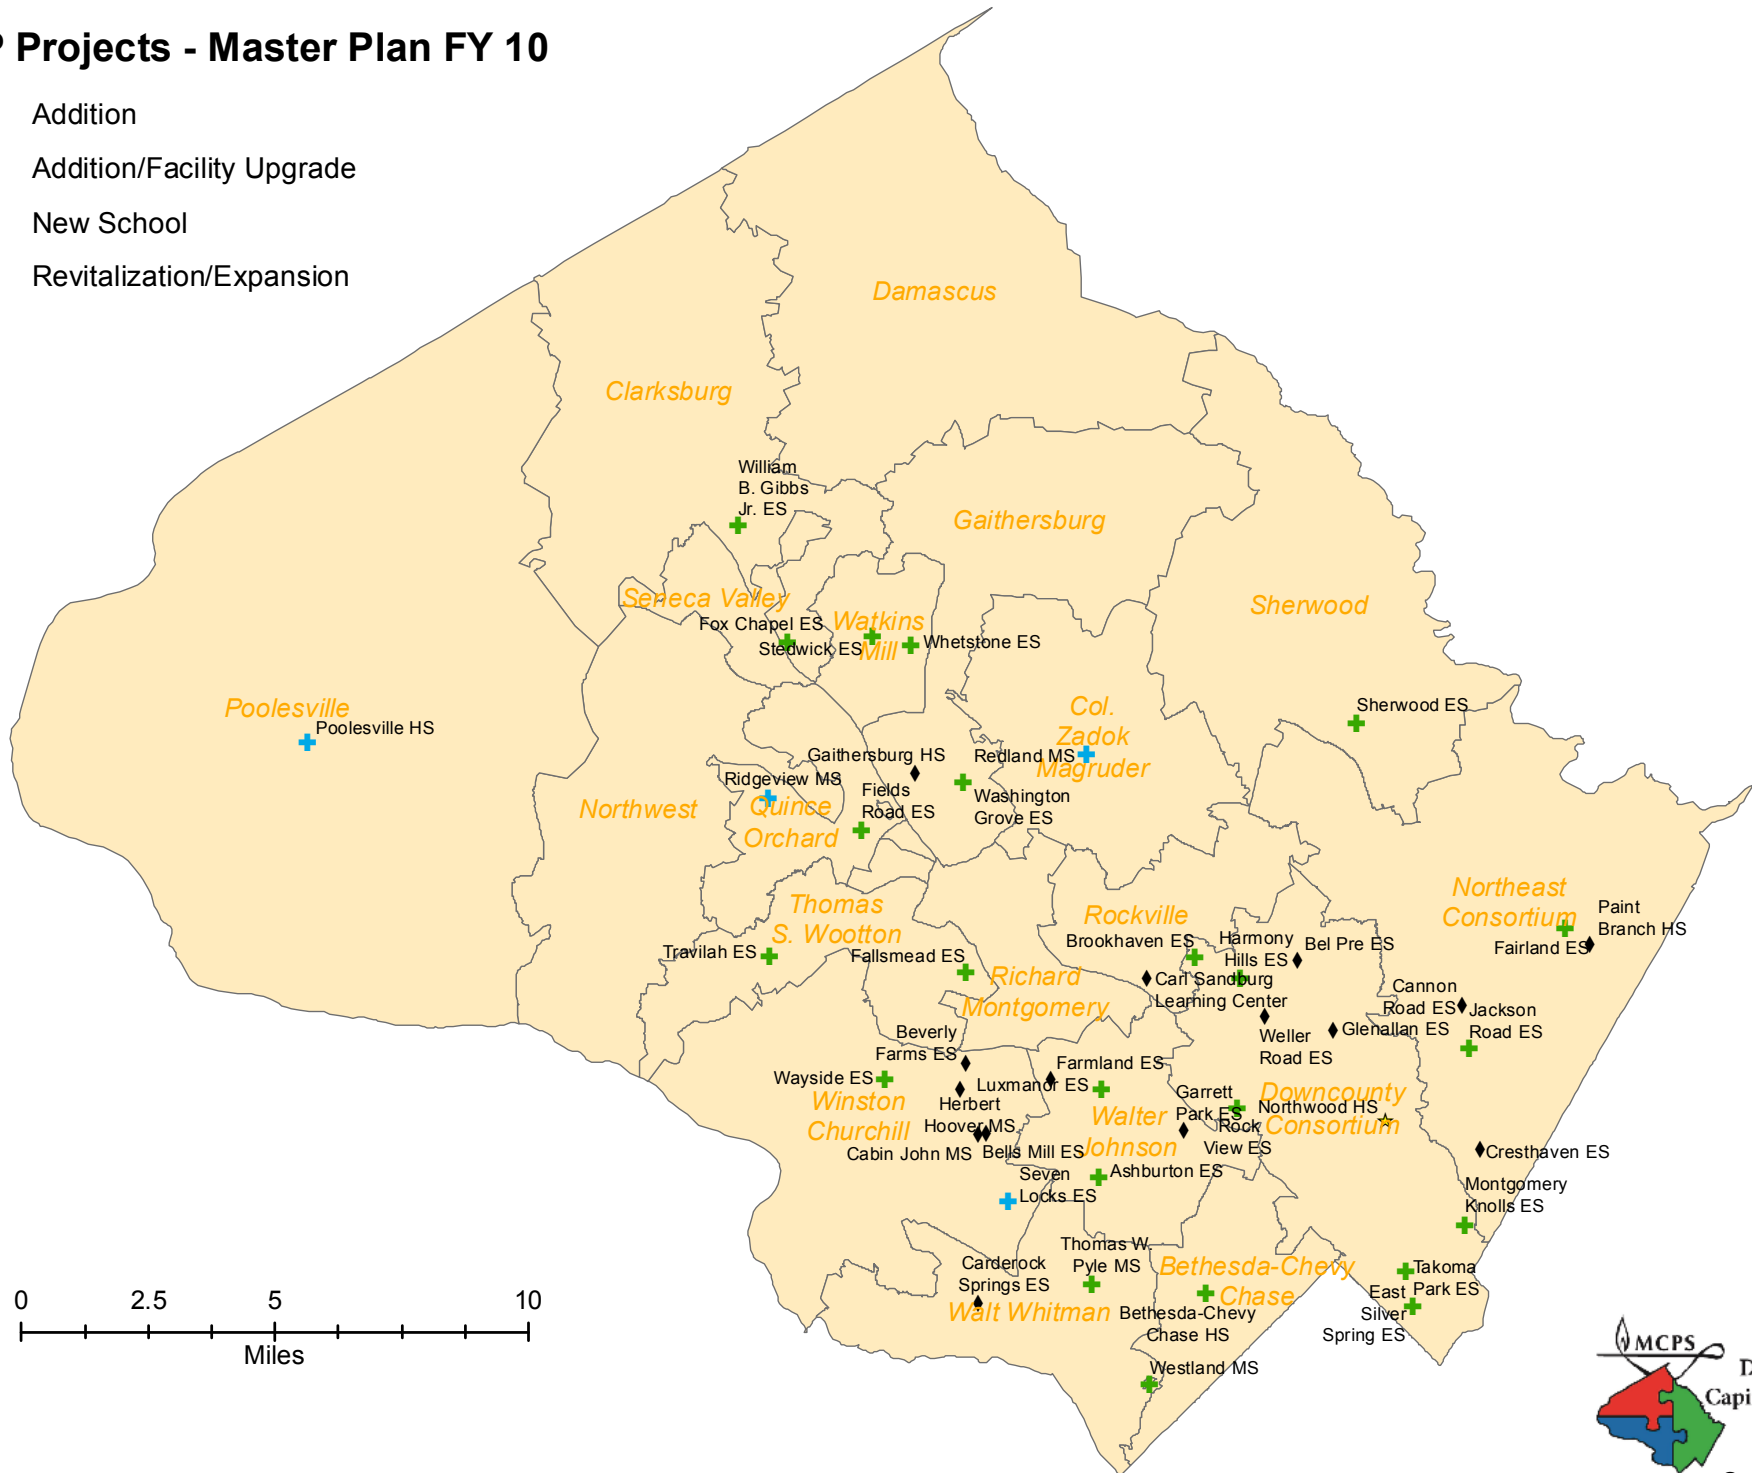 P Projects - Master Plan FY 10
Addition
Addition/Facility Upgrade
New School
Revitalization/Expansion
Damascus
Clarksburg
William
B. Gibbs
Jr. ES
Gaithersburg
Seneca Valley
Fox Chapel ES
Stedwick ES
Watkins
Mill
Whetstone ES
Sherwood
Sherwood ES
Poolesville
Poolesville HS
Col.
Zadok
Magruder
Redland MS
Gaithersburg HS
Washington
Grove ES
Ridgeview MS
Fields
Road ES
Northwest
Quince
Orchard
Northeast
Consortium
Paint
Branch HS
Fairland ES
Thomas
S. Wootton
Rockville
Travilah ES
Fallsmead ES
Brookhaven ES
Harmony
Hills ES
Bel Pre ES
Richard
Montgomery
Carl Sandburg
Learning Center
Cannon
Road ES
Jackson
Road ES
Weller
Road ES
Glenallan ES
Beverly
Farms ES
Wayside ES
Farmland ES
Luxmanor ES
Winston
Churchill
Herbert
Hoover MS
Garrett
Park ES
Downcounty
Consortium
Northwood HS
Walter
Johnson
Rock
View ES
Cabin John MS
Bells Mill ES
Cresthaven ES
Ashburton ES
Seven
Locks ES
Montgomery
Knolls ES
Thomas W.
Pyle MS
Carderock
Springs ES
Walt Whitman
Bethesda-Chevy
Chase
Bethesda-Chevy
Chase HS
Takoma
Park ES
East
Silver
Spring ES
Westland MS
0 2.5 5 10
Miles
MCPS
D
Capi